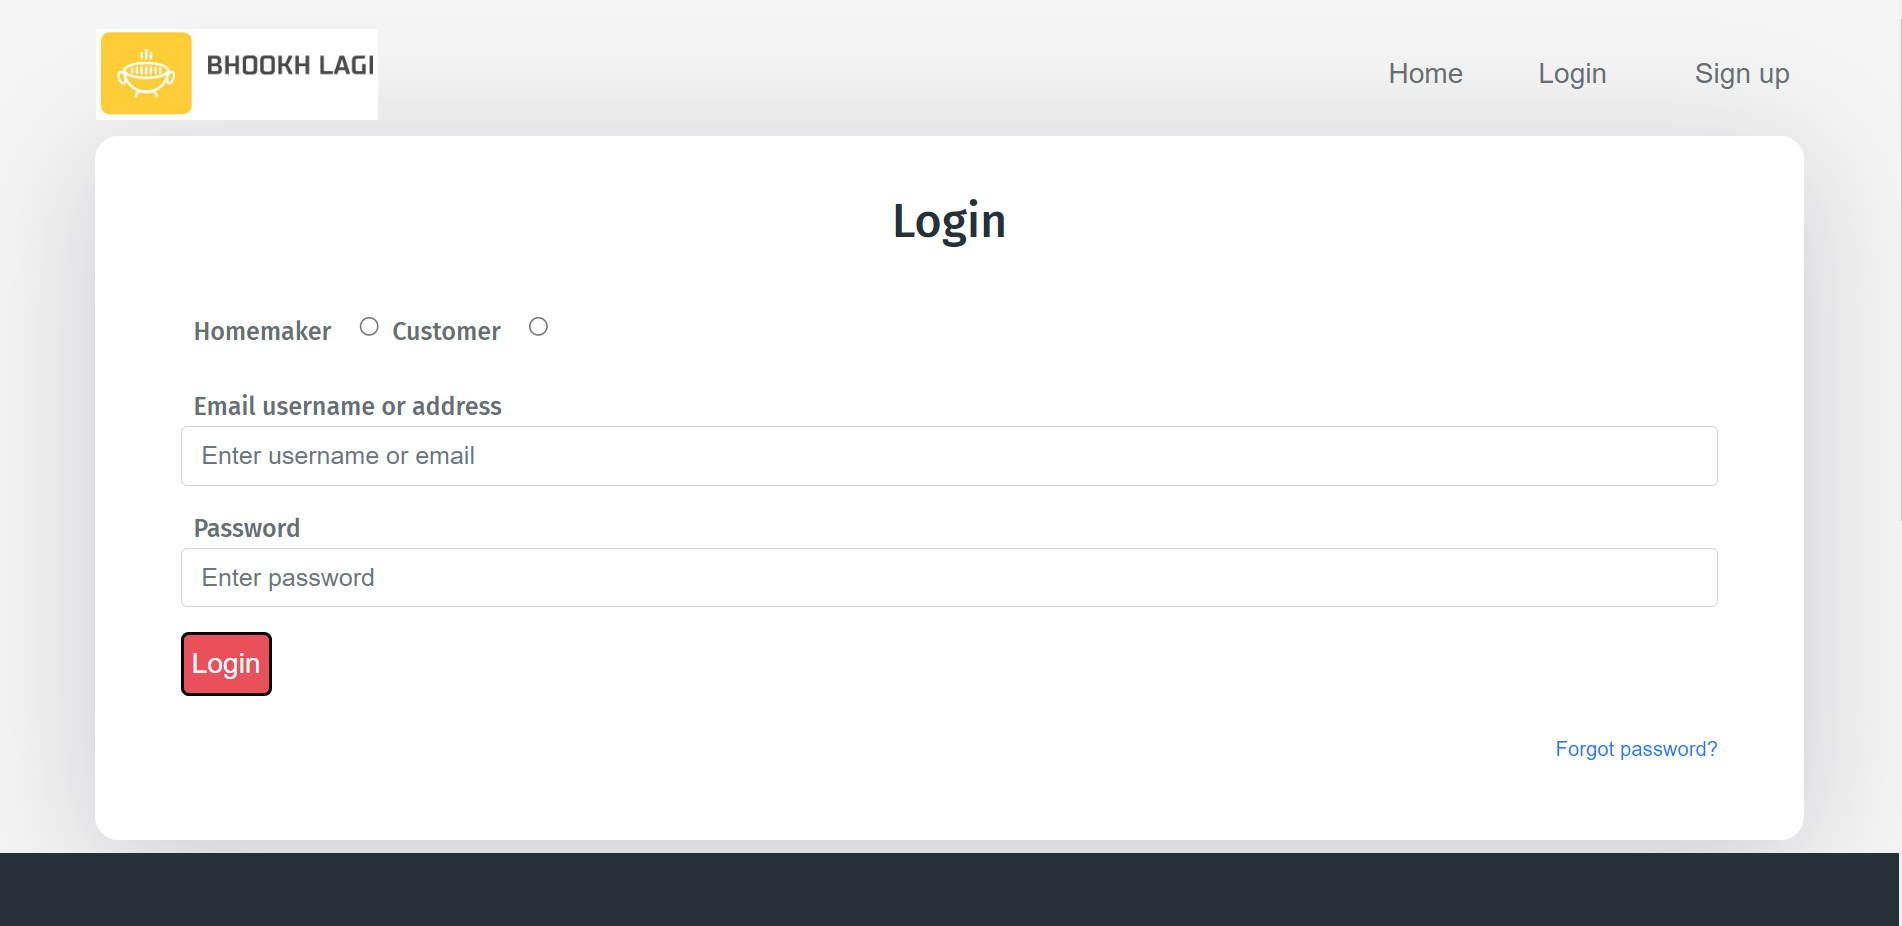 BHOOKH LAGI
Home Login Sign up
Login
Homemaker Customer
Email username or address
Enter username or email
Password
Enter password
Login
Forgot password?